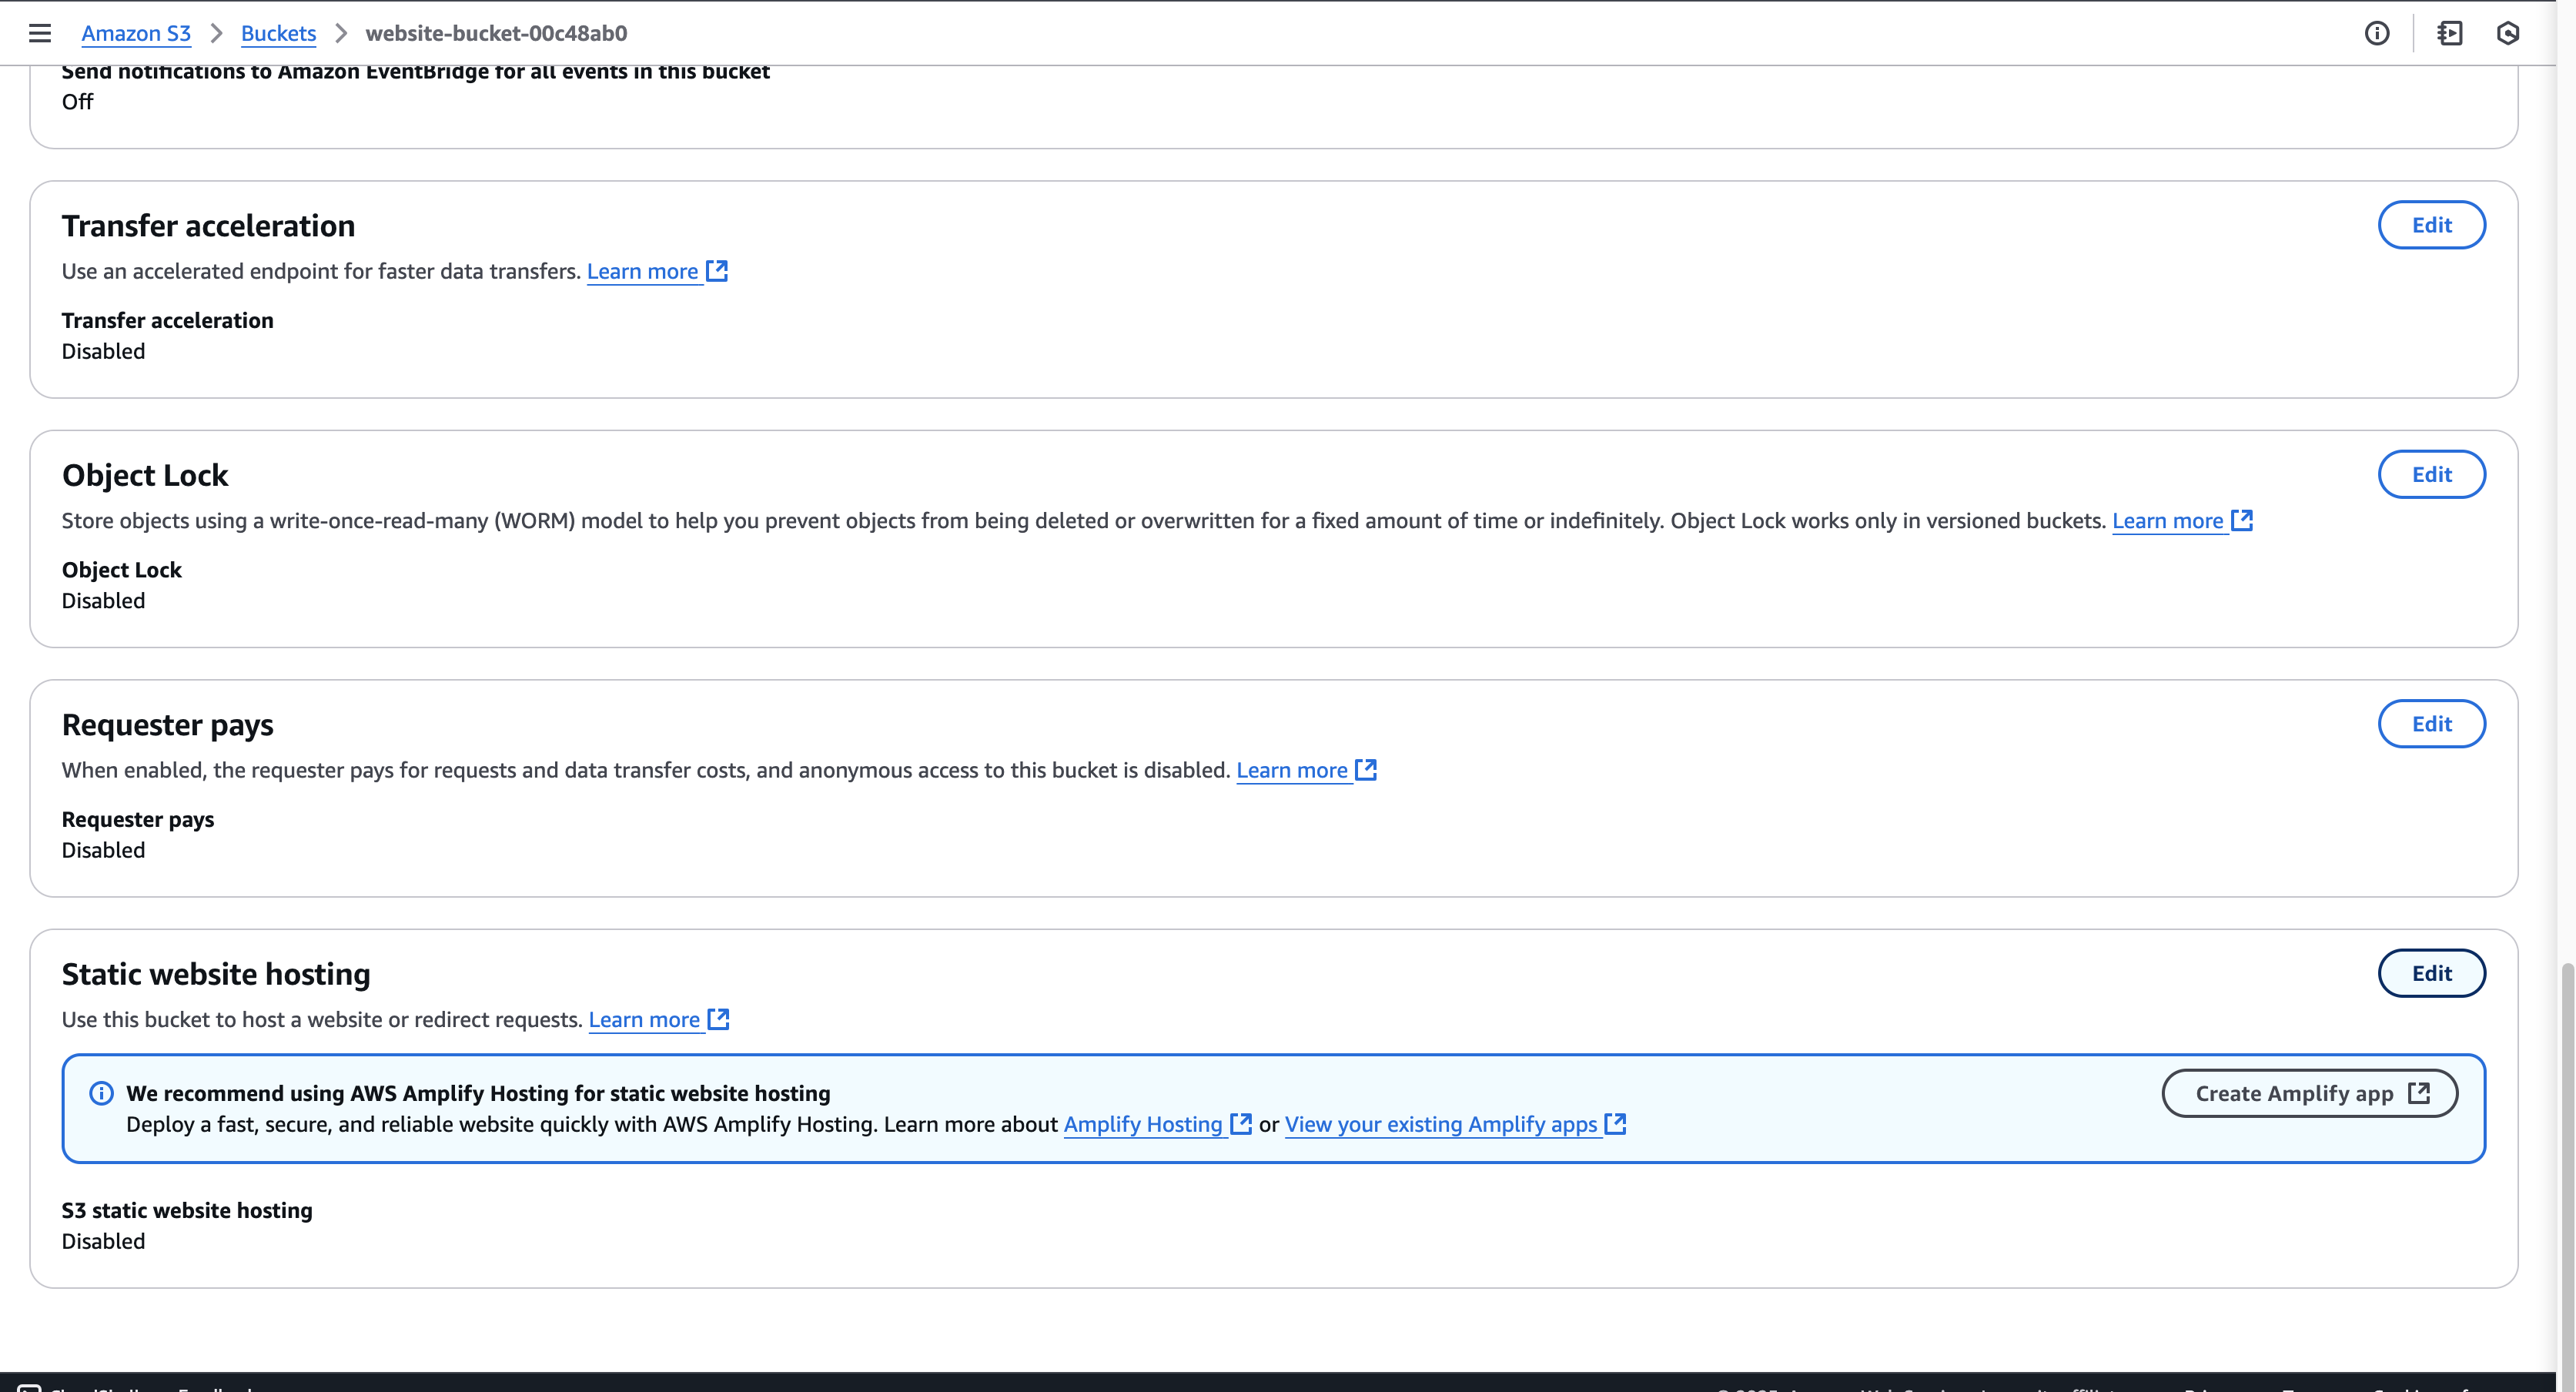 Amazon S3 > Buckets > website-bucket-00c48ab0
Send notifications to Amazon EventBridge for all events in this bucket
Off
Transfer acceleration
Edit
Use an accelerated endpoint for faster data transfers. Learn more
Transfer acceleration
Disabled
Object Lock
Edit
Store objects using a write-once-read-many (WORM) model to help you prevent objects from being deleted or overwritten for a fixed amount of time or indefinitely. Object Lock works only in versioned buckets. Learn more
Object Lock
Disabled
Requester pays
Edit
When enabled, the requester pays for requests and data transfer costs, and anonymous access to this bucket is disabled. Learn more
Requester pays
Disabled
Static website hosting
Edit
Use this bucket to host a website or redirect requests. Learn more
We recommend using AWS Amplify Hosting for static website hosting
Create Amplify app
Deploy a fast, secure, and reliable website quickly with AWS Amplify Hosting. Learn more about Amplify Hosting or View your existing Amplify apps
S3 static website hosting
Disabled